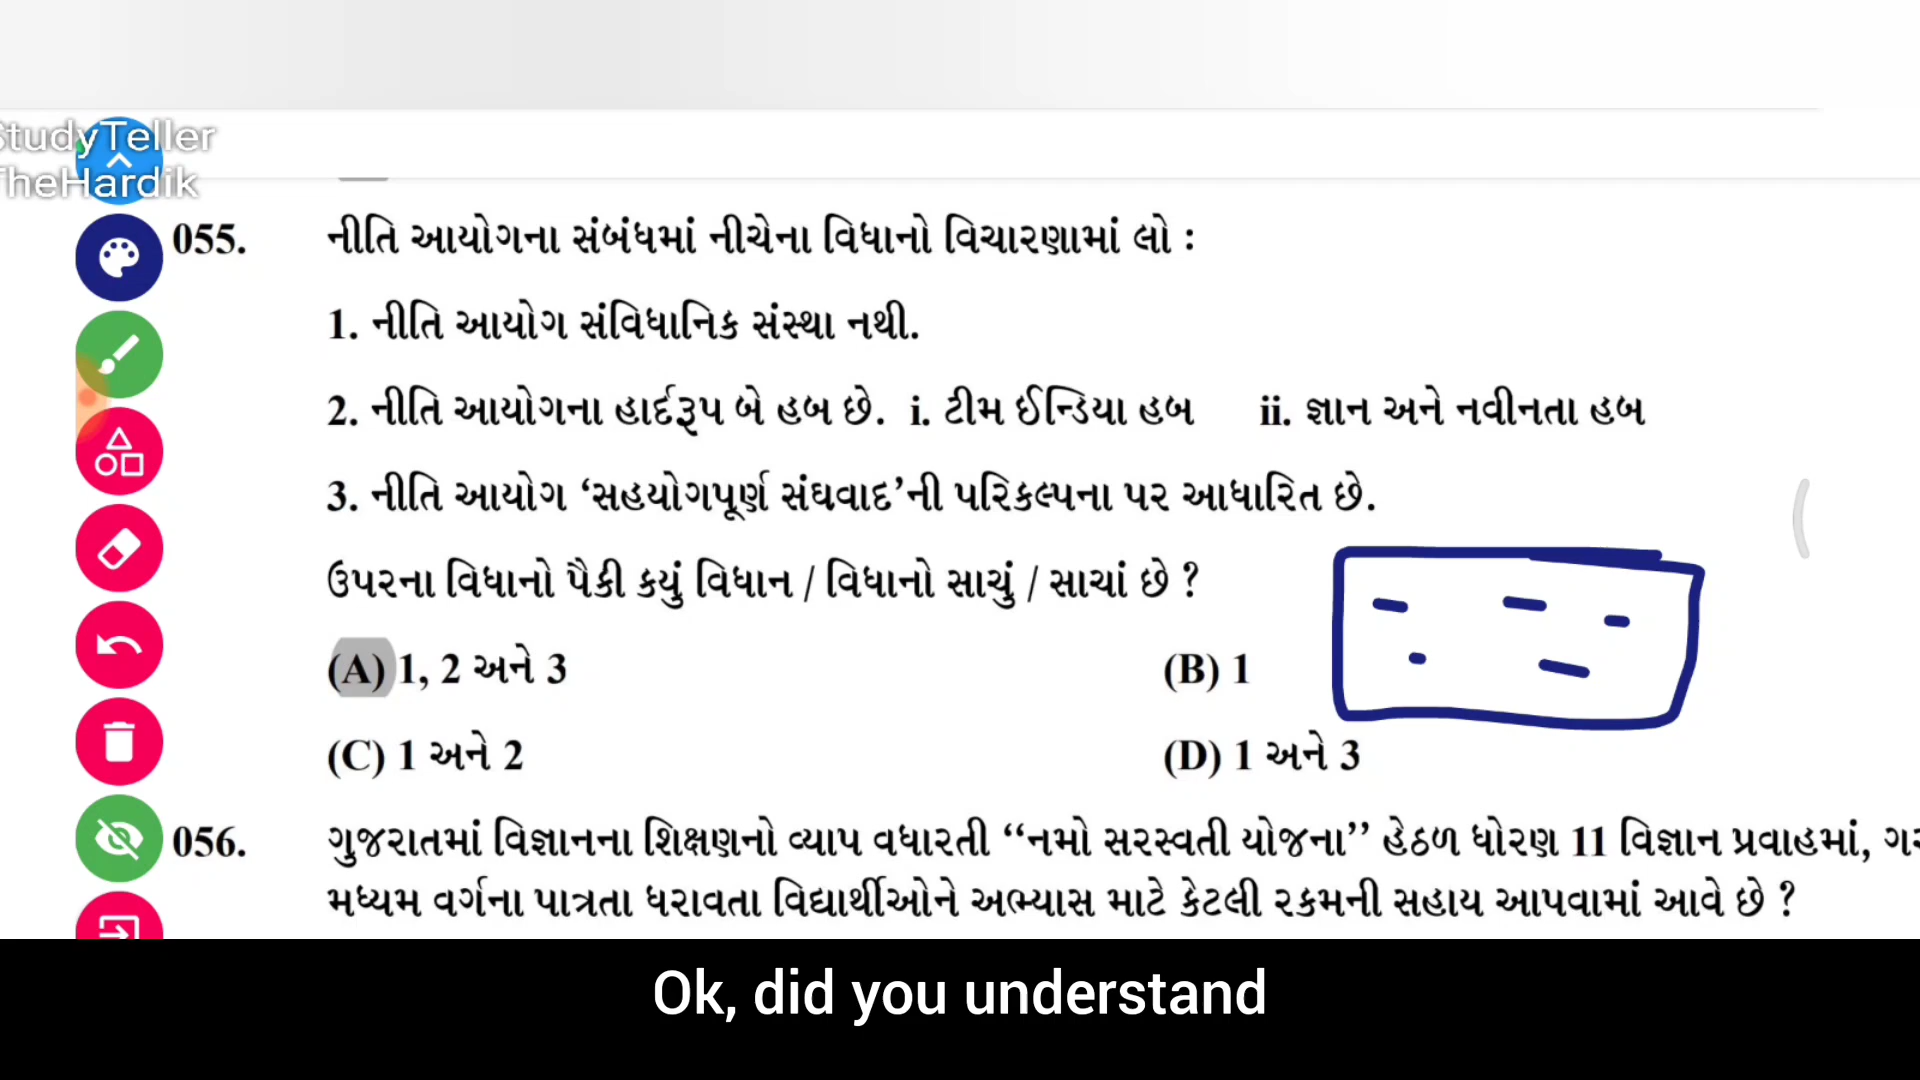 StudyTeller
TheHardik
055. નીતિ આયોગના સંબંધમાં નીચેના વિધાનો વિચારણામાં લો :
1. નીતિ આયોગ સંવિધાનિક સંસ્થા નથી.
2. નીતિ આયોગના હાર્દરૂપ બે હબ છે. i. ટીમ ઈન્ડિયા હબ ii. જ્ઞાન અને નવીનતા હબ
3. નીતિ આયોગ ‘સહયોગપૂર્ણ સંઘવાદ’ની પરિકલ્પના પર આધારિત છે.
ઉપરના વિધાનો પૈકી કયું વિધાન / વિધાનો સાચું / સાચાં છે ?
(A) 1, 2 અને 3 (B) 1
(C) 1 અને 2 (D) 1 અને 3
056. ગુજરાતમાં વિજ્ઞાનના શિક્ષણનો વ્યાપ વધારતી “નમો સરસ્વતી યોજના” હેઠળ ધોરણ 11 વિજ્ઞાન પ્રવાહમાં,
મધ્યમ વર્ગના પાત્રતા ધરાવતા વિદ્યાર્થીઓને અભ્યાસ માટે કેટલી રકમની સહાય આપવામાં આવે છે ?
Ok, did you understand